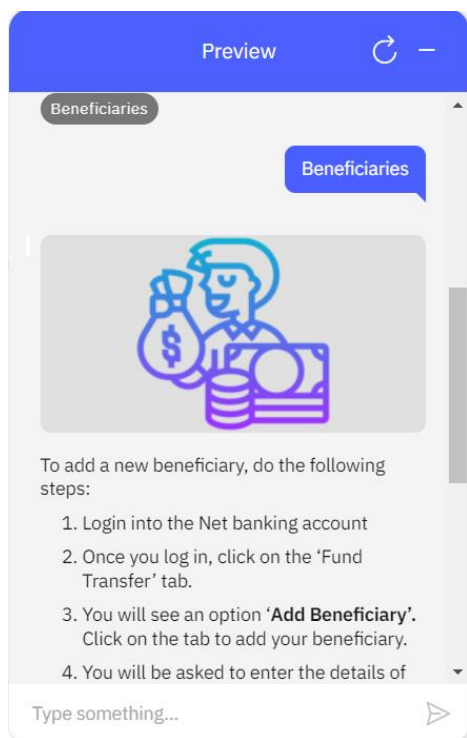 Preview
Beneficiaries
Beneficiaries
$
To add a new beneficiary, do the following
steps:
1. Login into the Net banking account
2. Once you log in, click on the ‘Fund
Transfer’ tab.
3. You will see an option ‘Add Beneficiary’.
Click on the tab to add your beneficiary.
4. You will be asked to enter the details of
Type something...